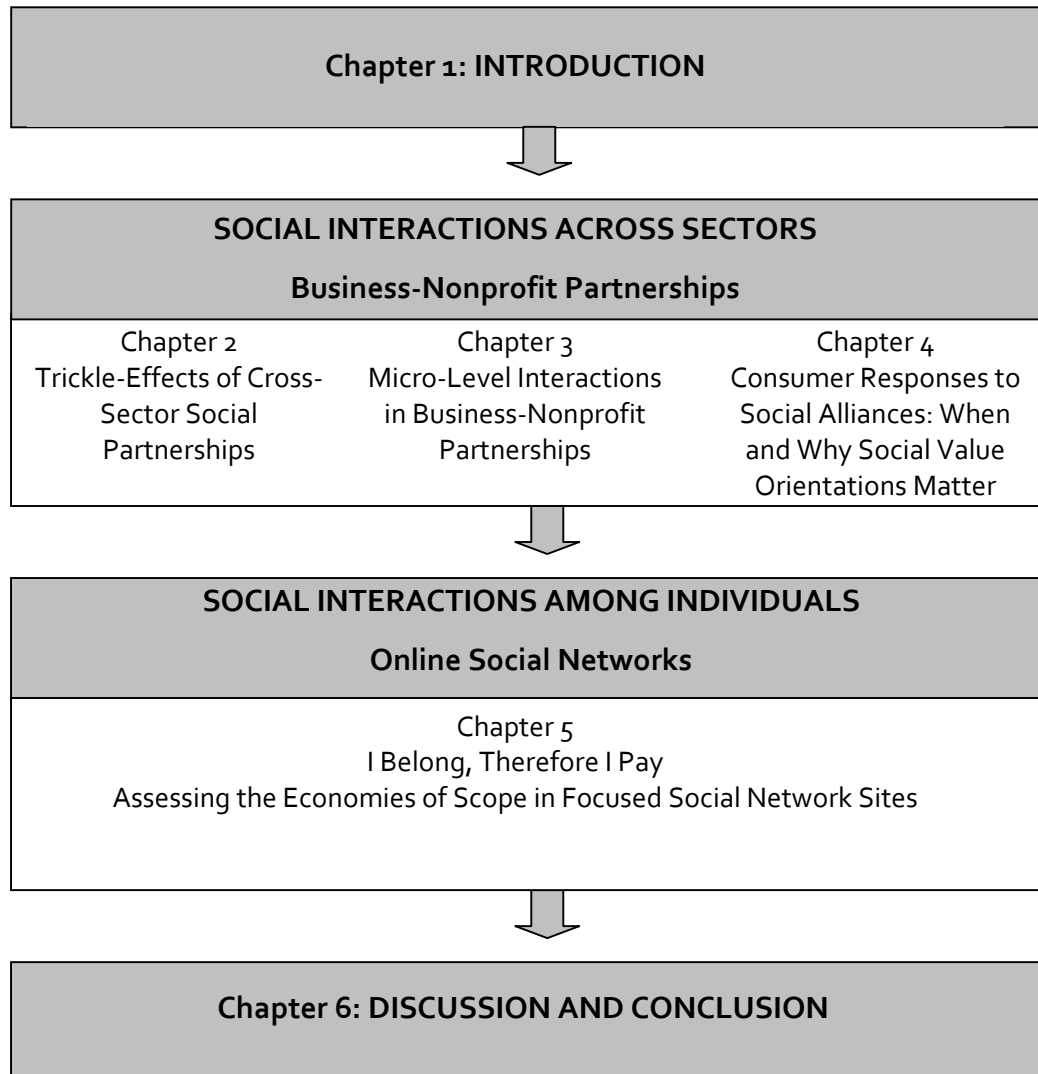 Chapter 1: INTRODUCTION
SOCIAL INTERACTIONS ACROSS SECTORS
Business-Nonprofit Partnerships
Chapter 2
Trickle-Effects of Cross-
Sector Social
Partnerships
Chapter 3
Micro-Level Interactions
in Business-Nonprofit
Partnerships
Chapter 4
Consumer Responses to
Social Alliances: When
and Why Social Value
Orientations Matter
SOCIAL INTERACTIONS AMONG INDIVIDUALS
Online Social Networks
Chapter 5
I Belong, Therefore I Pay
Assessing the Economies of Scope in Focused Social Network Sites
Chapter 6: DISCUSSION AND CONCLUSION